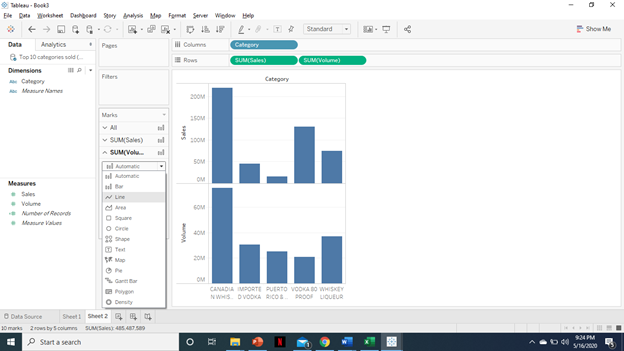 Tableau - Book3
File Data Worksheet Dashboard Story Analysis Map Format Server Window Help
Standard
Show Me
Data Analytics
Top 10 categories sold (...
Dimensions
Abc Category
Abc Measure Names
Measures
Sales
Volume
Number of Records
Measure Values
Pages
Filters
Marks
All
SUM(Sales)
SUM(Volu...
Automatic
Automatic
Bar
Line
Area
Square
Circle
Shape
Text
Map
Pie
Gantt Bar
Polygon
Density
Columns Category
Rows SUM(Sales) SUM(Volume)
Category
Sales
200M
150M
100M
50M
0M
Volume
60M
40M
20M
0M
CANADIA
N WHIS..
IMPORTE
D VODKA
PUERTO
RICO & ..
VODKA 80
PROOF
WHISKEY
LIQUEUR
Data Source Sheet 1 Sheet 2
10 marks 2 rows by 5 columns SUM(Sales): 485,487,589
Start a search
9:24 PM
5/16/2020